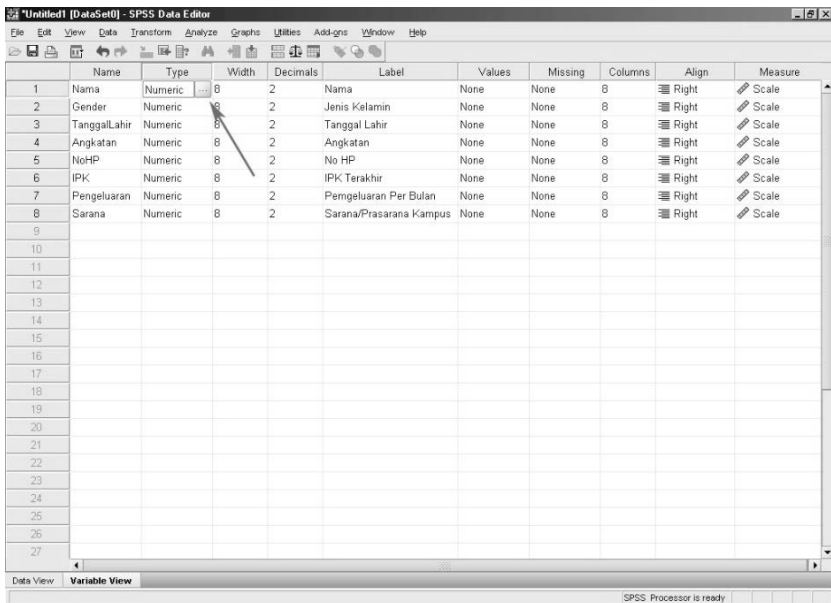 *Untitled1 [DataSet0] - SPSS Data Editor
File Edit View Data Transform Analyze Graphs Utilities Add-ons Window Help
Name Type Width Decimals Label Values Missing Columns Align Measure
1 Nama Numeric ... 8 2 Nama None None 8 Right Scale
2 Gender Numeric 8 2 Jenis Kelamin None None 8 Right Scale
3 TanggalLahir Numeric 8 2 Tanggal Lahir None None 8 Right Scale
4 Angkatan Numeric 8 2 Angkatan None None 8 Right Scale
5 NoHP Numeric 8 2 No HP None None 8 Right Scale
6 IPK Numeric 8 2 IPK Terakhir None None 8 Right Scale
7 Pengeluaran Numeric 8 2 Pemgeluaran Per Bulan None None 8 Right Scale
8 Sarana Numeric 8 2 Sarana/Prasarana Kampus None None 8 Right Scale
9
10
11
12
13
14
15
16
17
18
19
20
21
22
23
24
25
26
27
Data View Variable View
SPSS Processor is ready